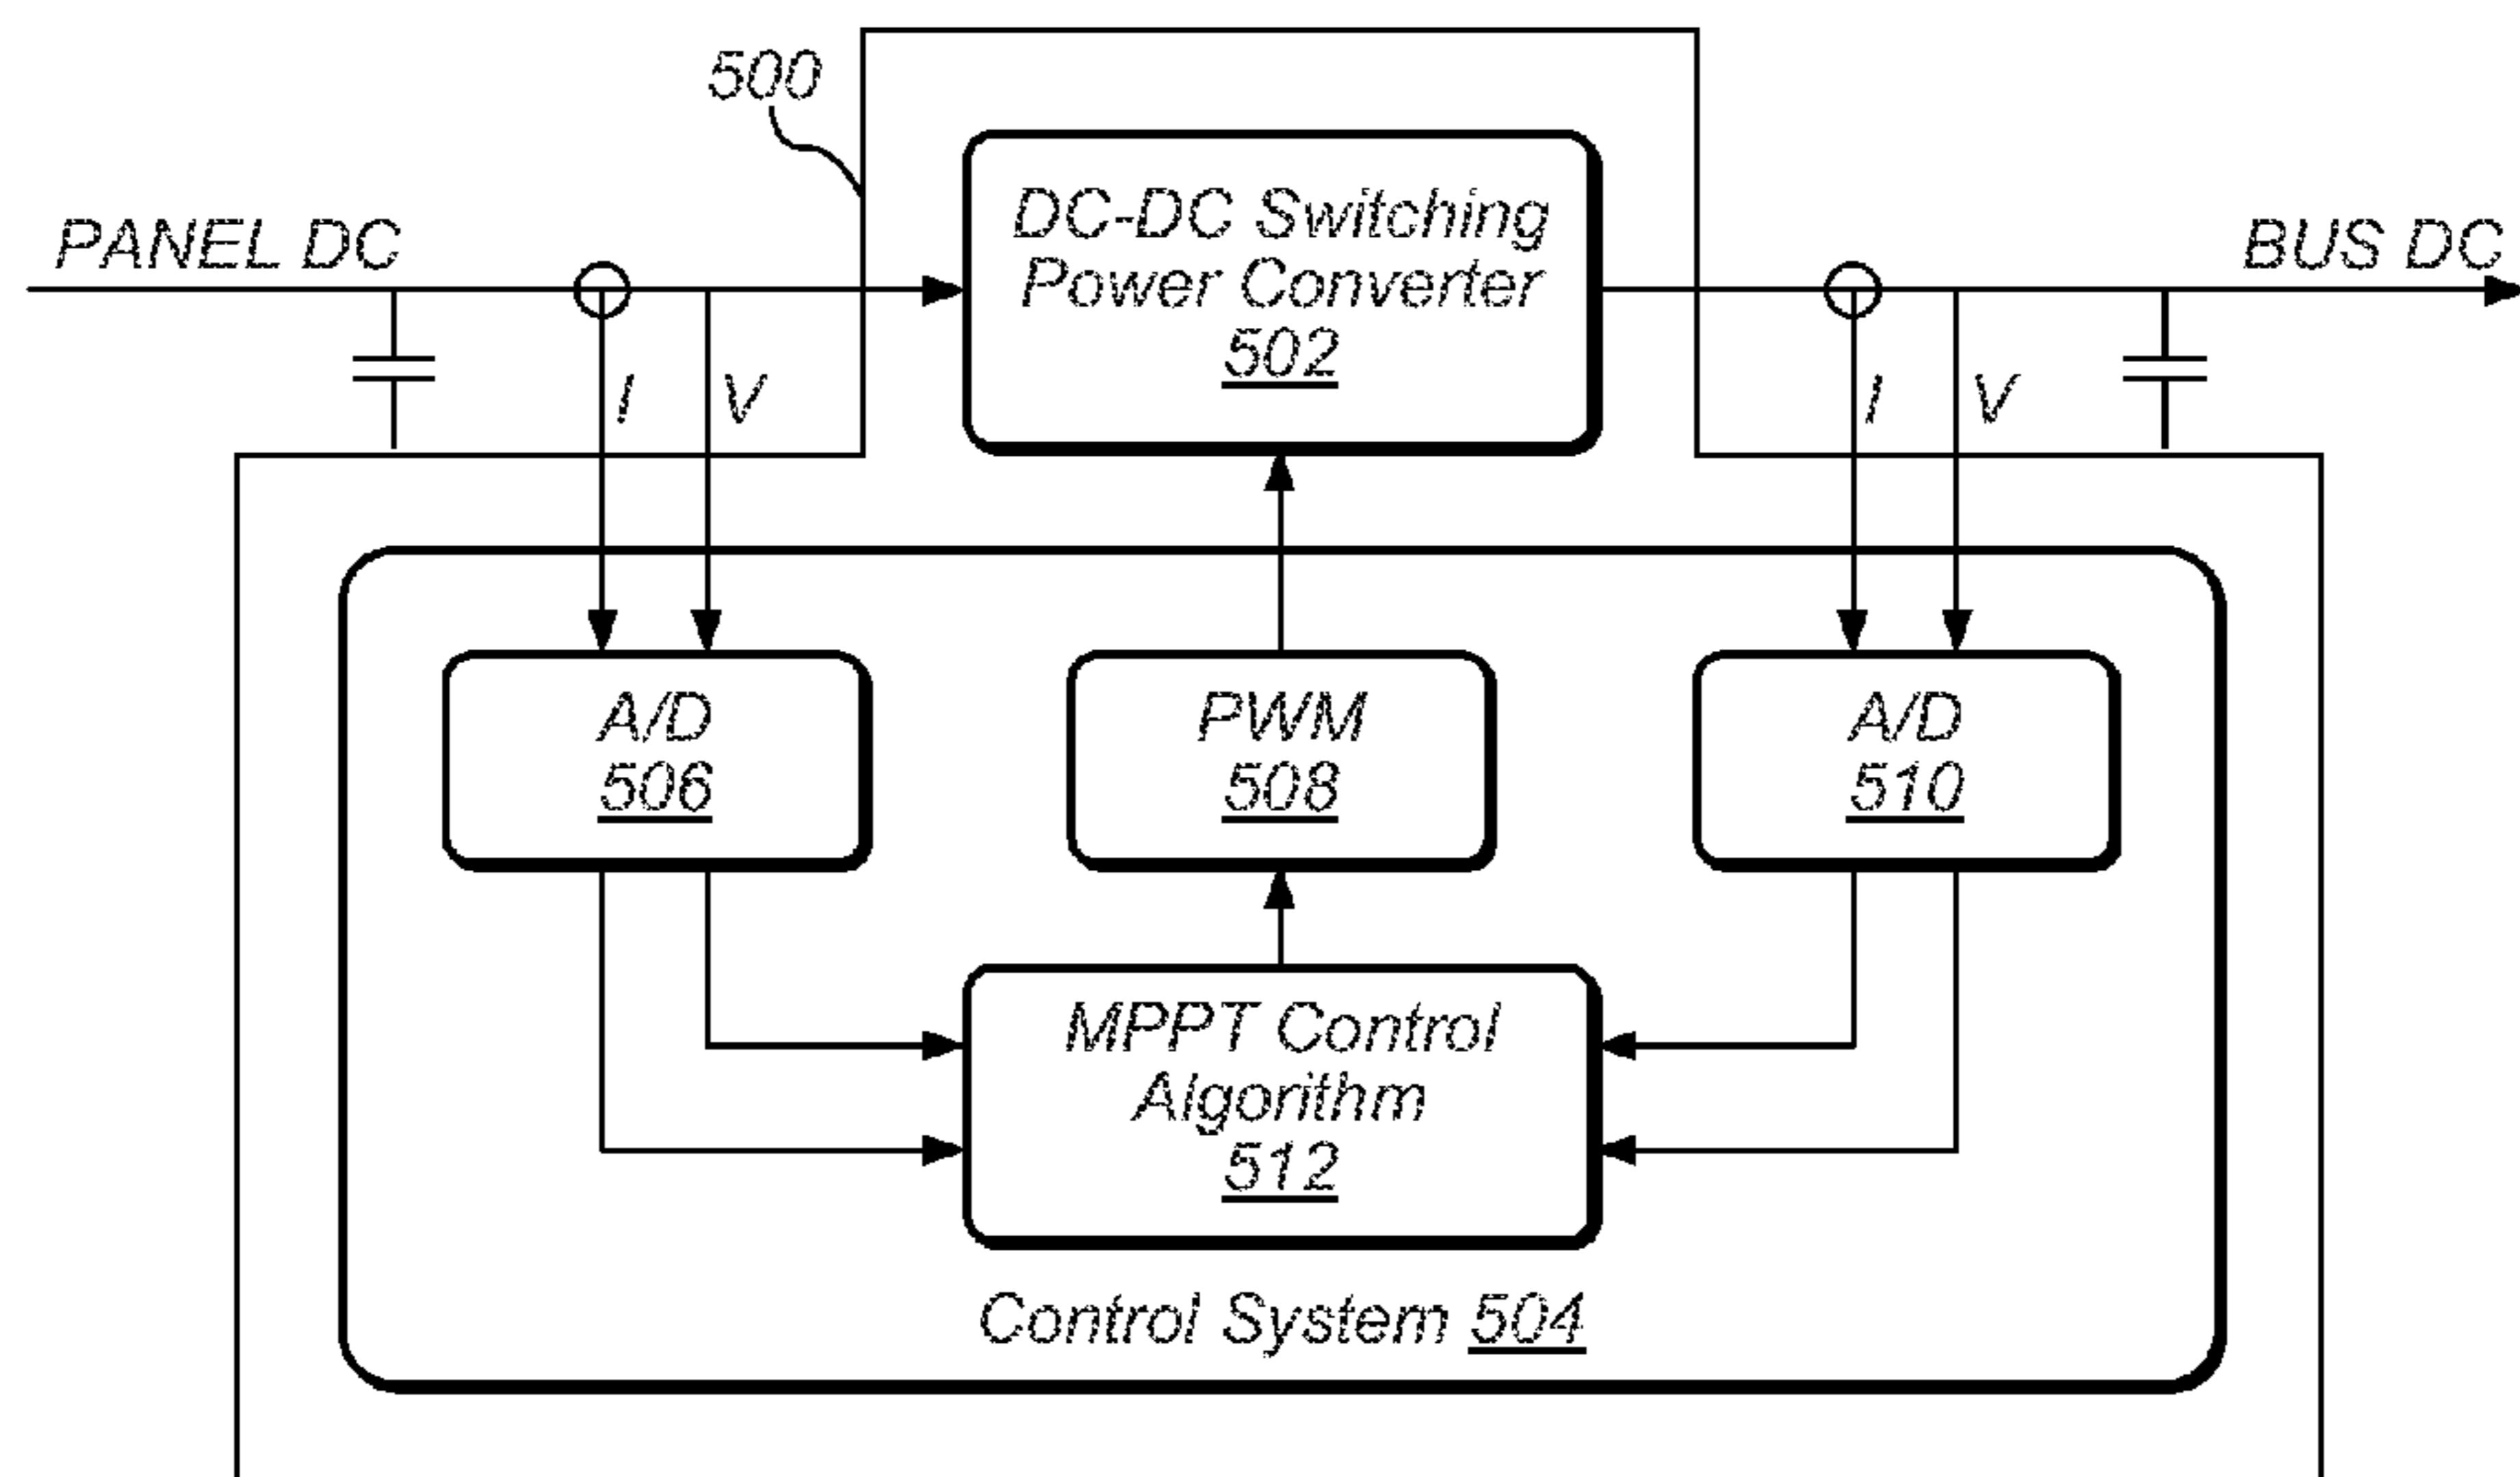 500
DC-DC Switching
Power Converter
502
PANEL DC
BUS DC
I
V
I
V
A/D
506
PWM
508
A/D
510
MPPT Control
Algorithm
512
Control System 504